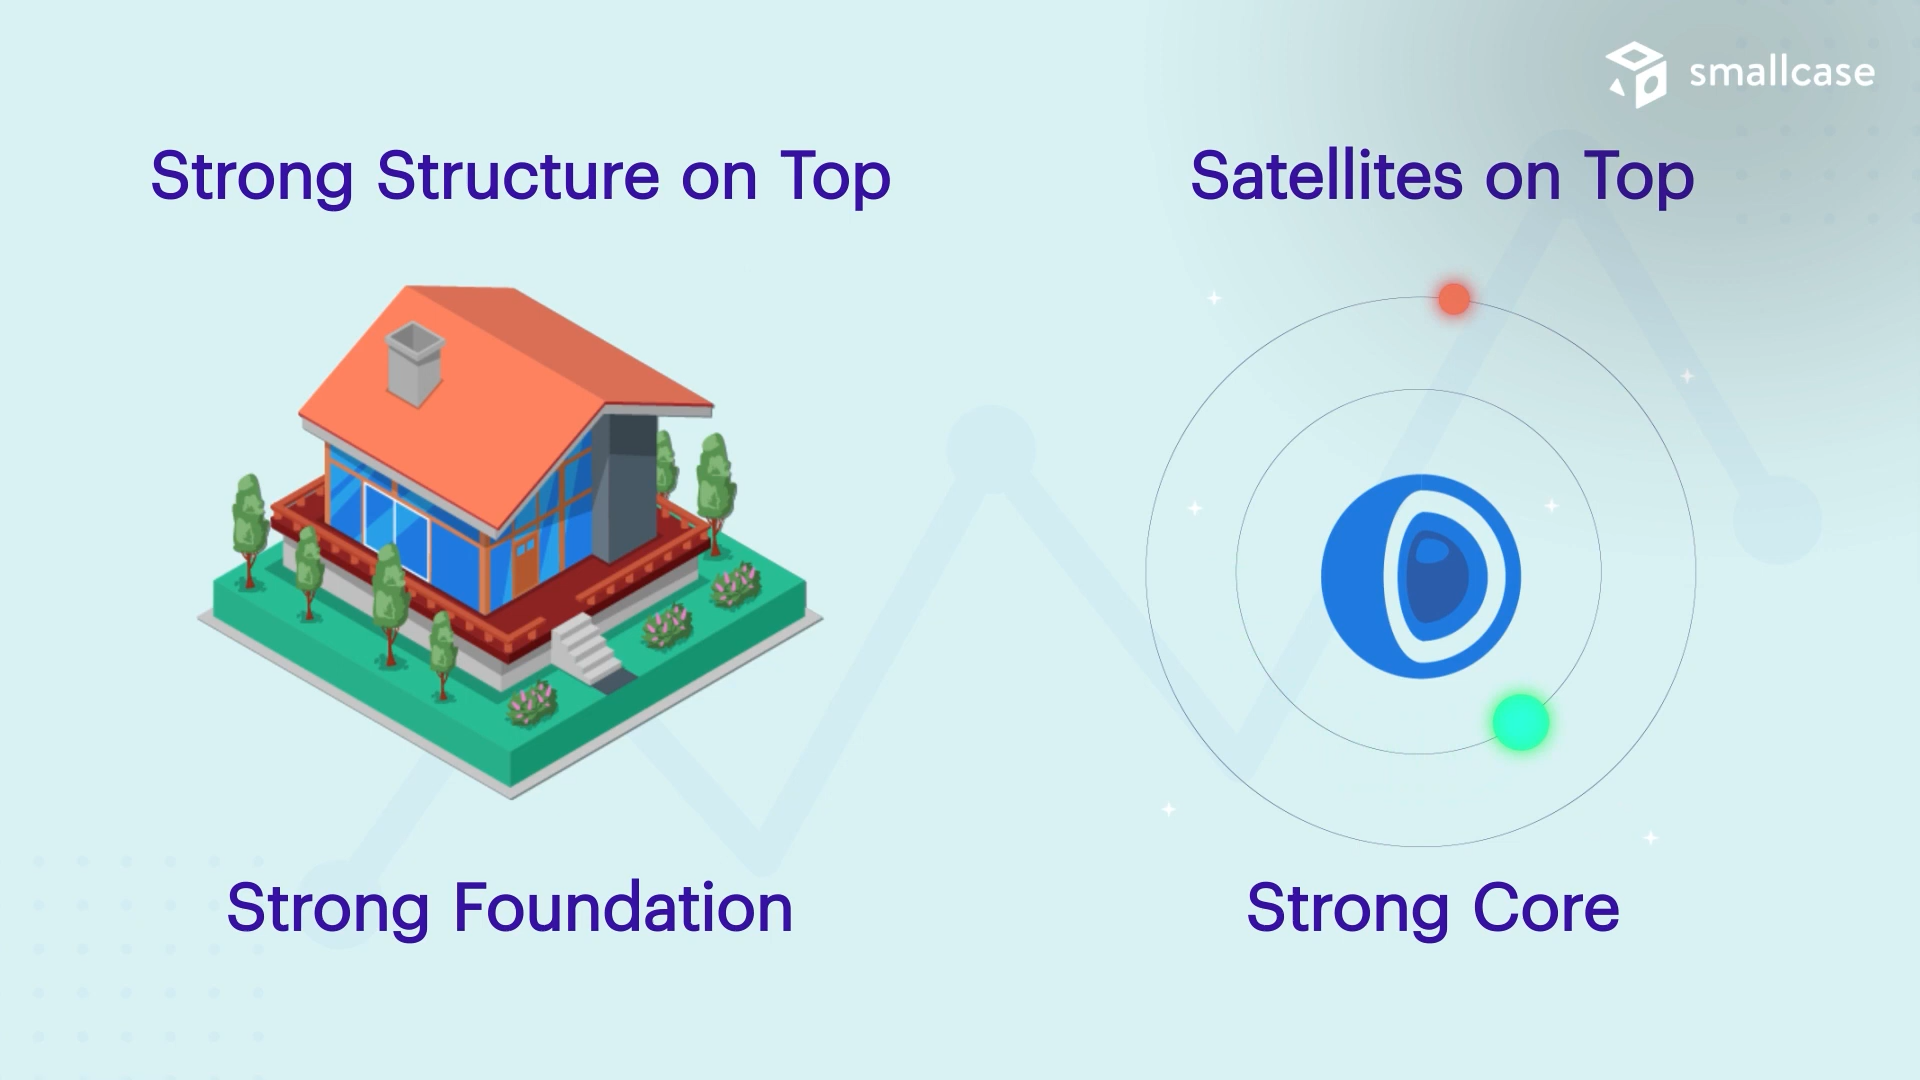 smallcase
Strong Structure on Top
Satellites on Top
Strong Foundation
Strong Core